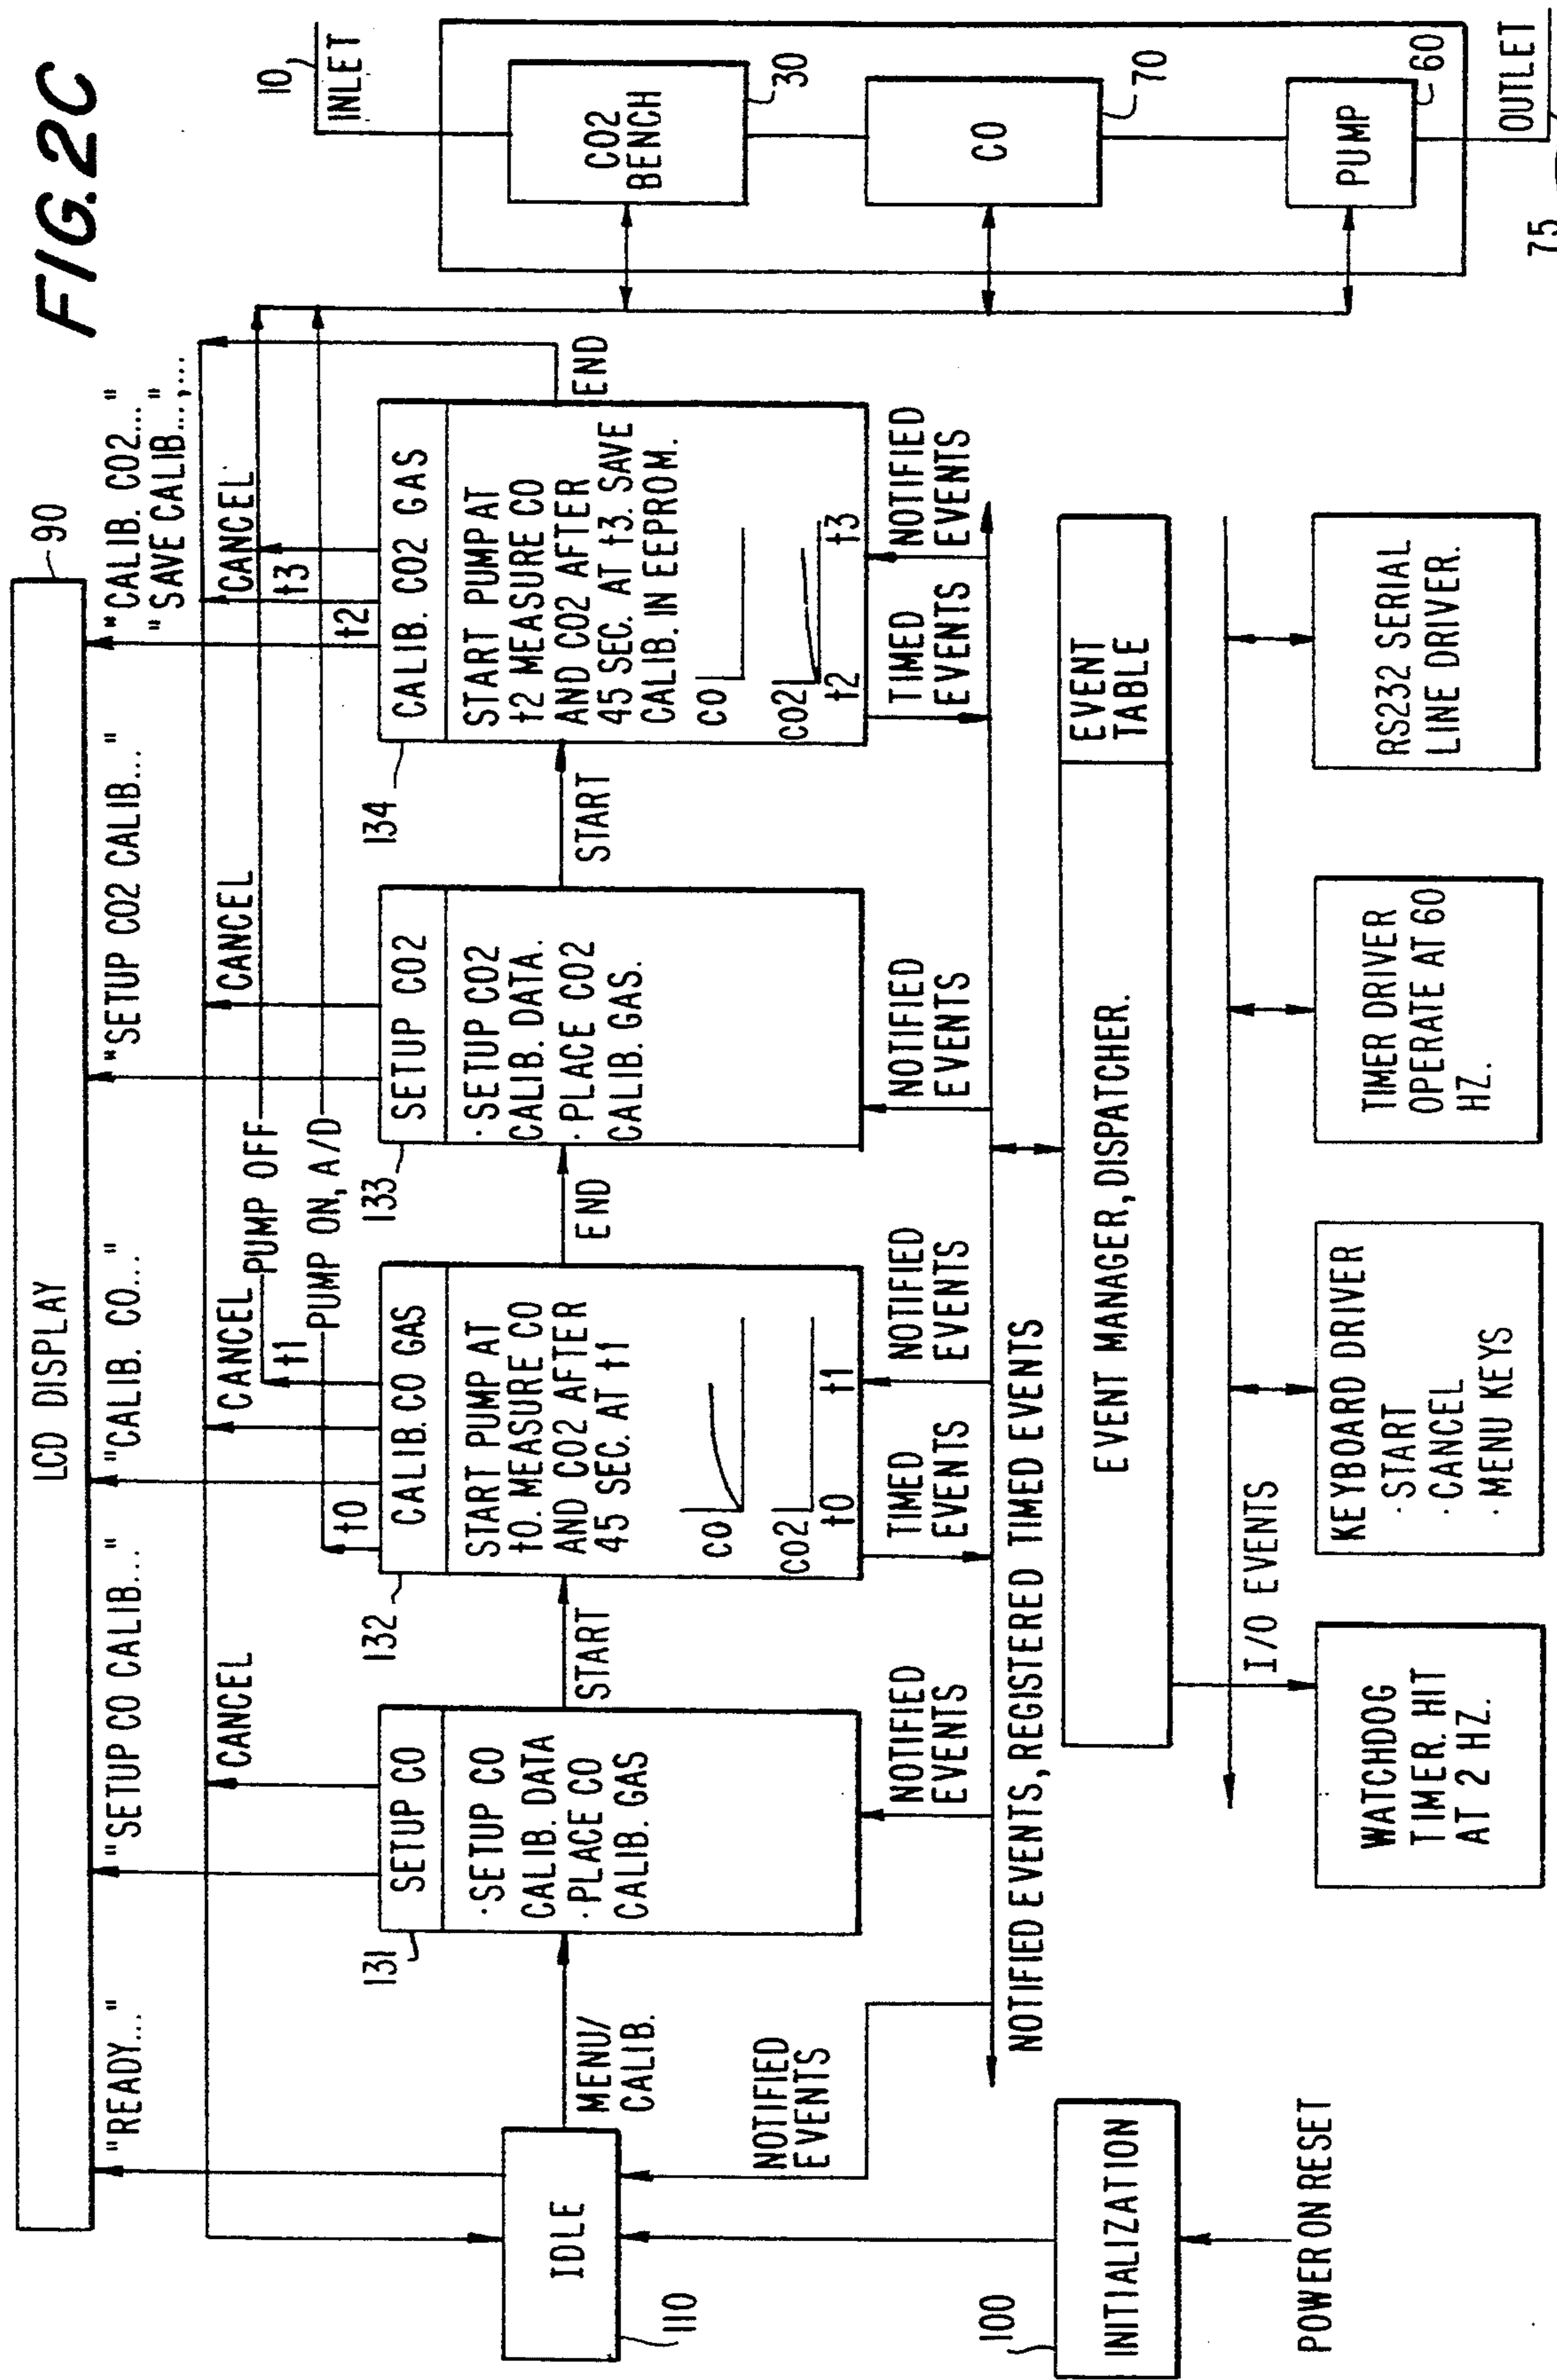 FIG. 2C
LCD DISPLAY
90
"READY..."
"SETUP CO CALIB..."
"CALIB. CO..."
"SETUP CO2 CALIB..."
"CALIB. CO2..."
"SAVE CALIB...,..."
CANCEL
CANCEL
CANCEL
CANCEL
PUMP OFF
PUMP ON, A/D
t0
t1
t2
t3
IDLE
110
MENU/
CALIB.
131
SETUP CO
·SETUP CO
CALIB. DATA
·PLACE CO
CALIB. GAS
START
132
CALIB. CO GAS
START PUMP AT
t0. MEASURE CO
AND CO2 AFTER
45 SEC. AT t1
CO
CO2
t0
t1
END
133
SETUP CO2
·SETUP CO2
CALIB. DATA.
·PLACE CO2
CALIB. GAS.
START
134
CALIB. CO2 GAS
START PUMP AT
t2 MEASURE CO
AND CO2 AFTER
45 SEC. AT t3. SAVE
CALIB. IN EEPROM.
CO
CO2
t2
t3
END
10
INLET
CO2
BENCH
30
CO
70
PUMP
60
OUTLET
75
NOTIFIED
EVENTS
NOTIFIED
EVENTS
TIMED
EVENTS
NOTIFIED
EVENTS
NOTIFIED
EVENTS
TIMED
EVENTS
NOTIFIED
EVENTS
NOTIFIED EVENTS, REGISTERED TIMED EVENTS
100
INITIALIZATION
POWER ON RESET
EVENT MANAGER, DISPATCHER.
EVENT
TABLE
I/O EVENTS
WATCHDOG
TIMER. HIT
AT 2 HZ.
KEYBOARD DRIVER
·START
·CANCEL
·MENU KEYS
TIMER DRIVER
OPERATE AT 60
HZ.
RS232 SERIAL
LINE DRIVER.